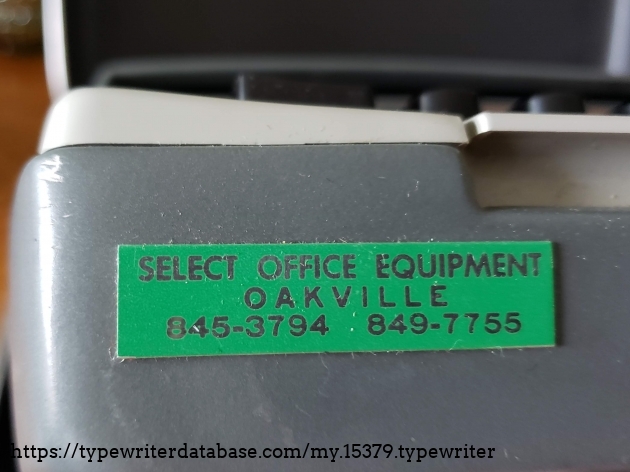 SELECT OFFICE EQUIPMENT
OAKVILLE
845-3794 849-7755
https://typewriterdatabase.com/my.15379.typewriter